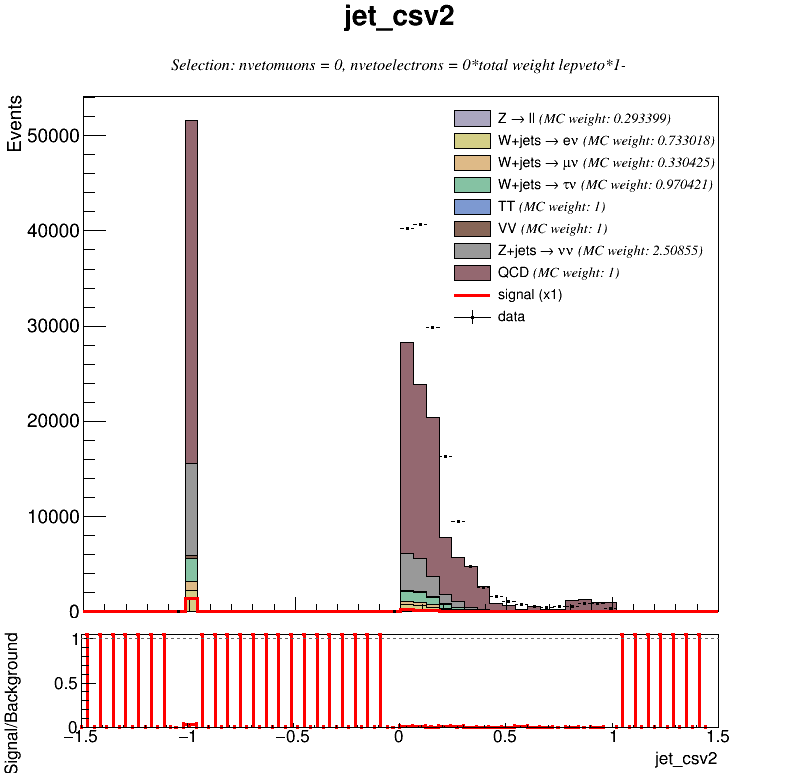 jet_csv2
Selection: nvetomuons = 0, nvetoelectrons = 0*total weight lepveto*1-
Events
50000
40000
30000
20000
10000
0
Z → ll (MC weight: 0.293399)
W+jets → eν (MC weight: 0.733018)
W+jets → μν (MC weight: 0.330425)
W+jets → τν (MC weight: 0.970421)
TT (MC weight: 1)
VV (MC weight: 1)
Z+jets → νν (MC weight: 2.50855)
QCD (MC weight: 1)
signal (x1)
data
Signal/Background
1
0.5
0
−1.5 −1 −0.5 0 0.5 1 1.5
jet_csv2